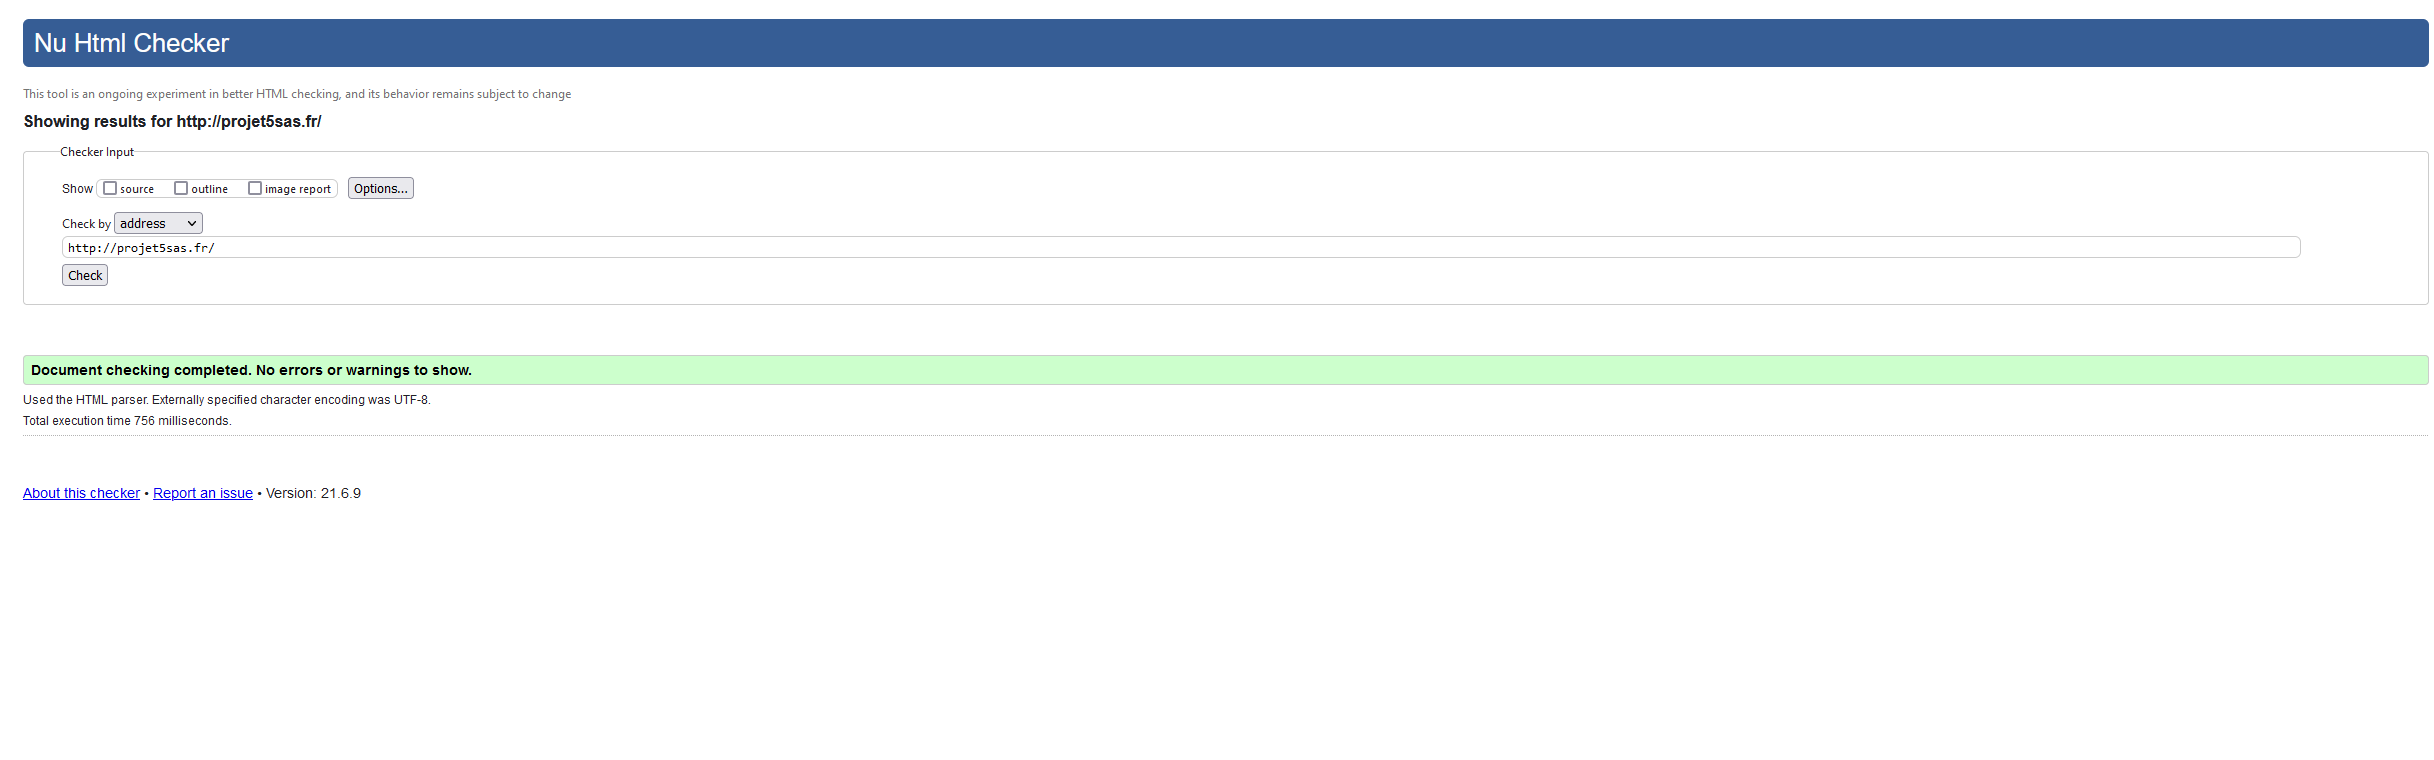 Nu Html Checker
This tool is an ongoing experiment in better HTML checking, and its behavior remains subject to change
Showing results for http://projet5sas.fr/
Checker Input
Show source outline image report Options...
Check by address
http://projet5sas.fr/
Check
Document checking completed. No errors or warnings to show.
Used the HTML parser. Externally specified character encoding was UTF-8.
Total execution time 756 milliseconds.
About this checker • Report an issue • Version: 21.6.9